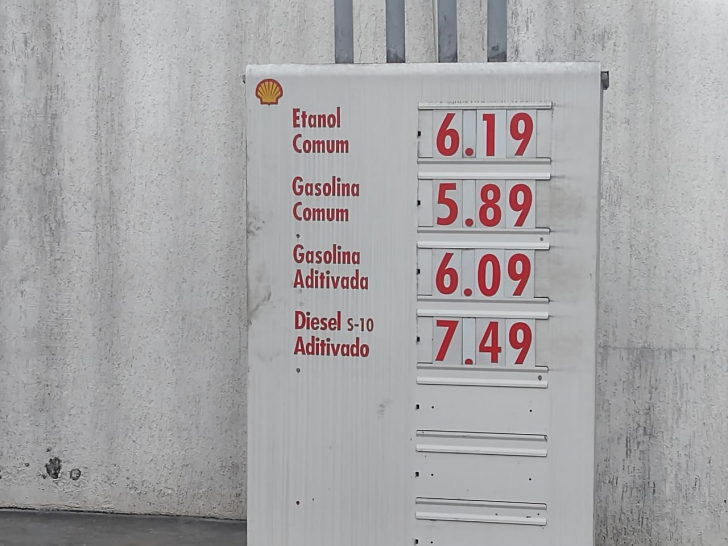 Etanol
Comum
6.19
Gasolina
Comum
5.89
Gasolina
Aditivada
6.09
Diesel S-10
Aditivado
7.49